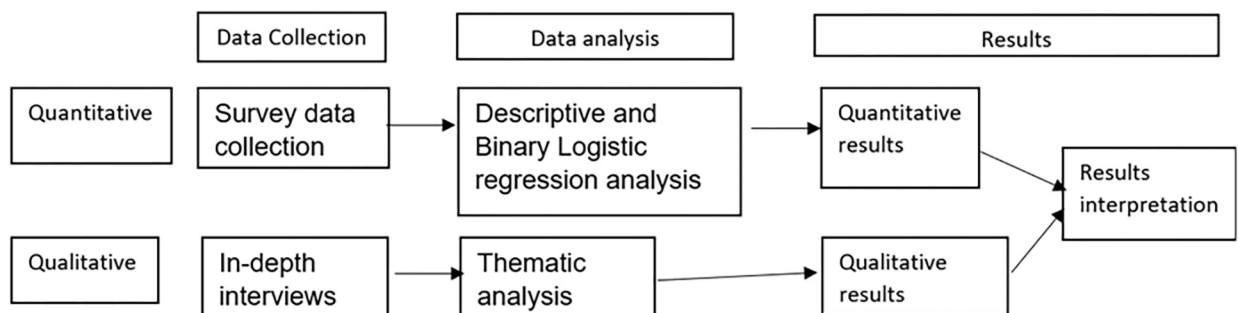 Data Collection
Data analysis
Results
Quantitative
Survey data
collection
Descriptive and
Binary Logistic
regression analysis
Quantitative
results
Results
interpretation
Qualitative
In-depth
interviews
Thematic
analysis
Qualitative
results